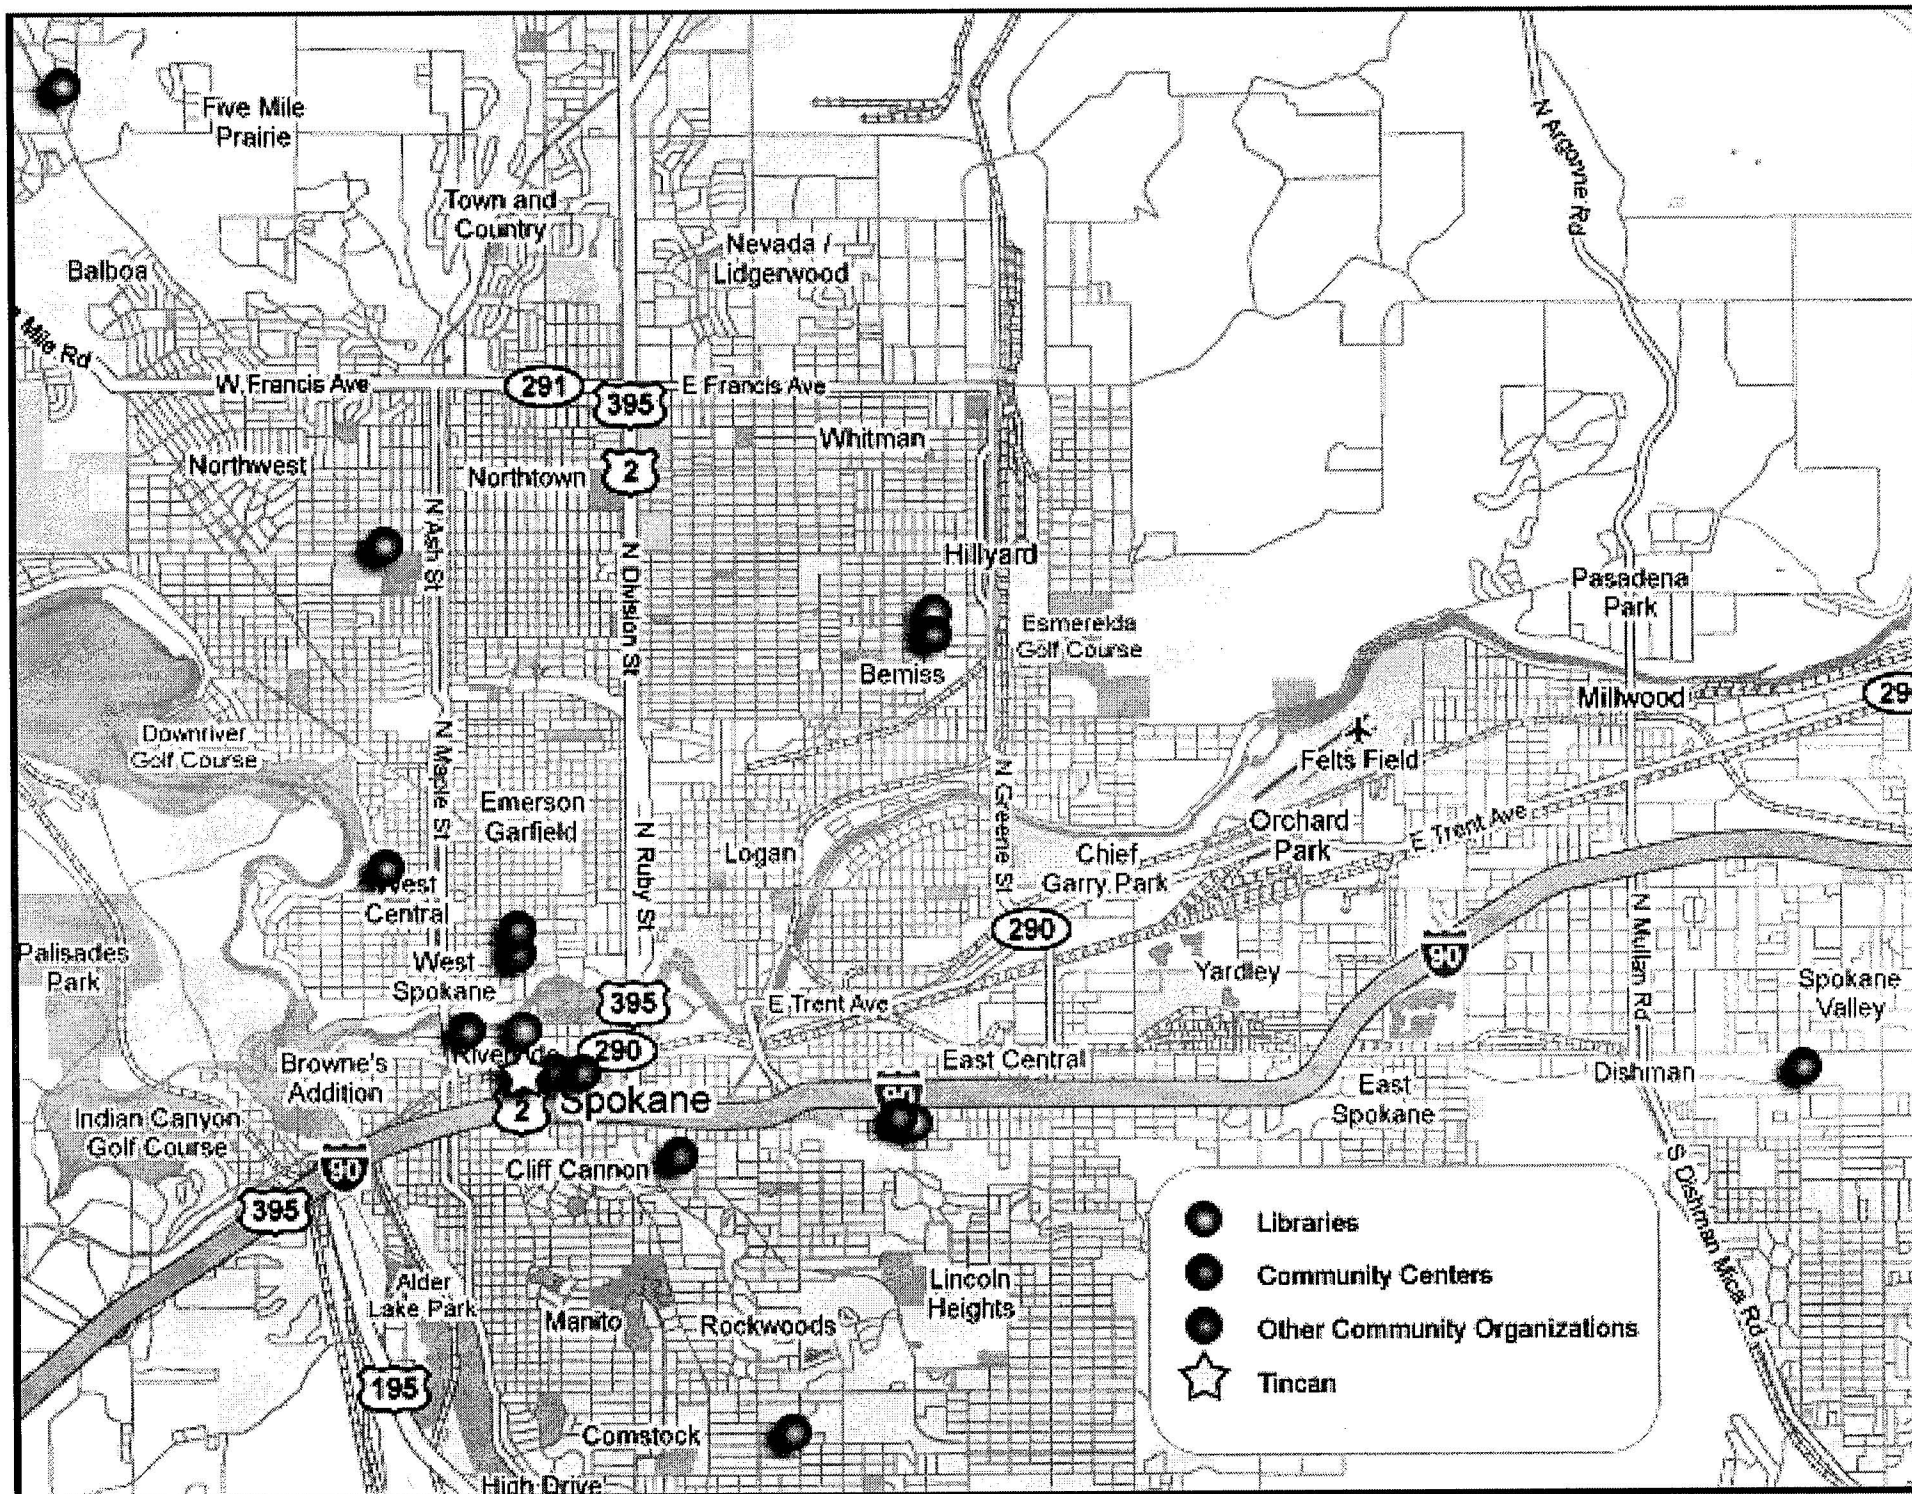 Five Mile
Prairie
Town and
Country
Nevada /
Lidgerwood
N Argonne Rd
Balboa
Mile Rd
W Francis Ave
291
395
E Francis Ave
Whitman
Northwest
Northtown
2
N Ash St
N Division St
Hillyard
Pasadena
Park
Esmerelda
Golf Course
Bemiss
Millwood
29
Downriver
Golf Course
N Maple St
Felts Field
N Greene St
Emerson
Garfield
N Ruby St
Logan
Orchard
Park
E Trent Ave
Chief
Garry Park
West
Central
290
N Mullan Rd
90
Palisades
Park
West
Spokane
Yardley
Spokane
Valley
395
E Trent Ave
290
East Central
Browne's
Addition
Dishman
East
Spokane
90
2
Spokane
Indian Canyon
Golf Course
90
Cliff Cannon
S Dishman Mica Rd
395
Libraries
Community Centers
Other Community Organizations
Tincan
Alder
Lake Park
Manito
Rockwoods
Lincoln
Heights
195
Comstock
High Drive